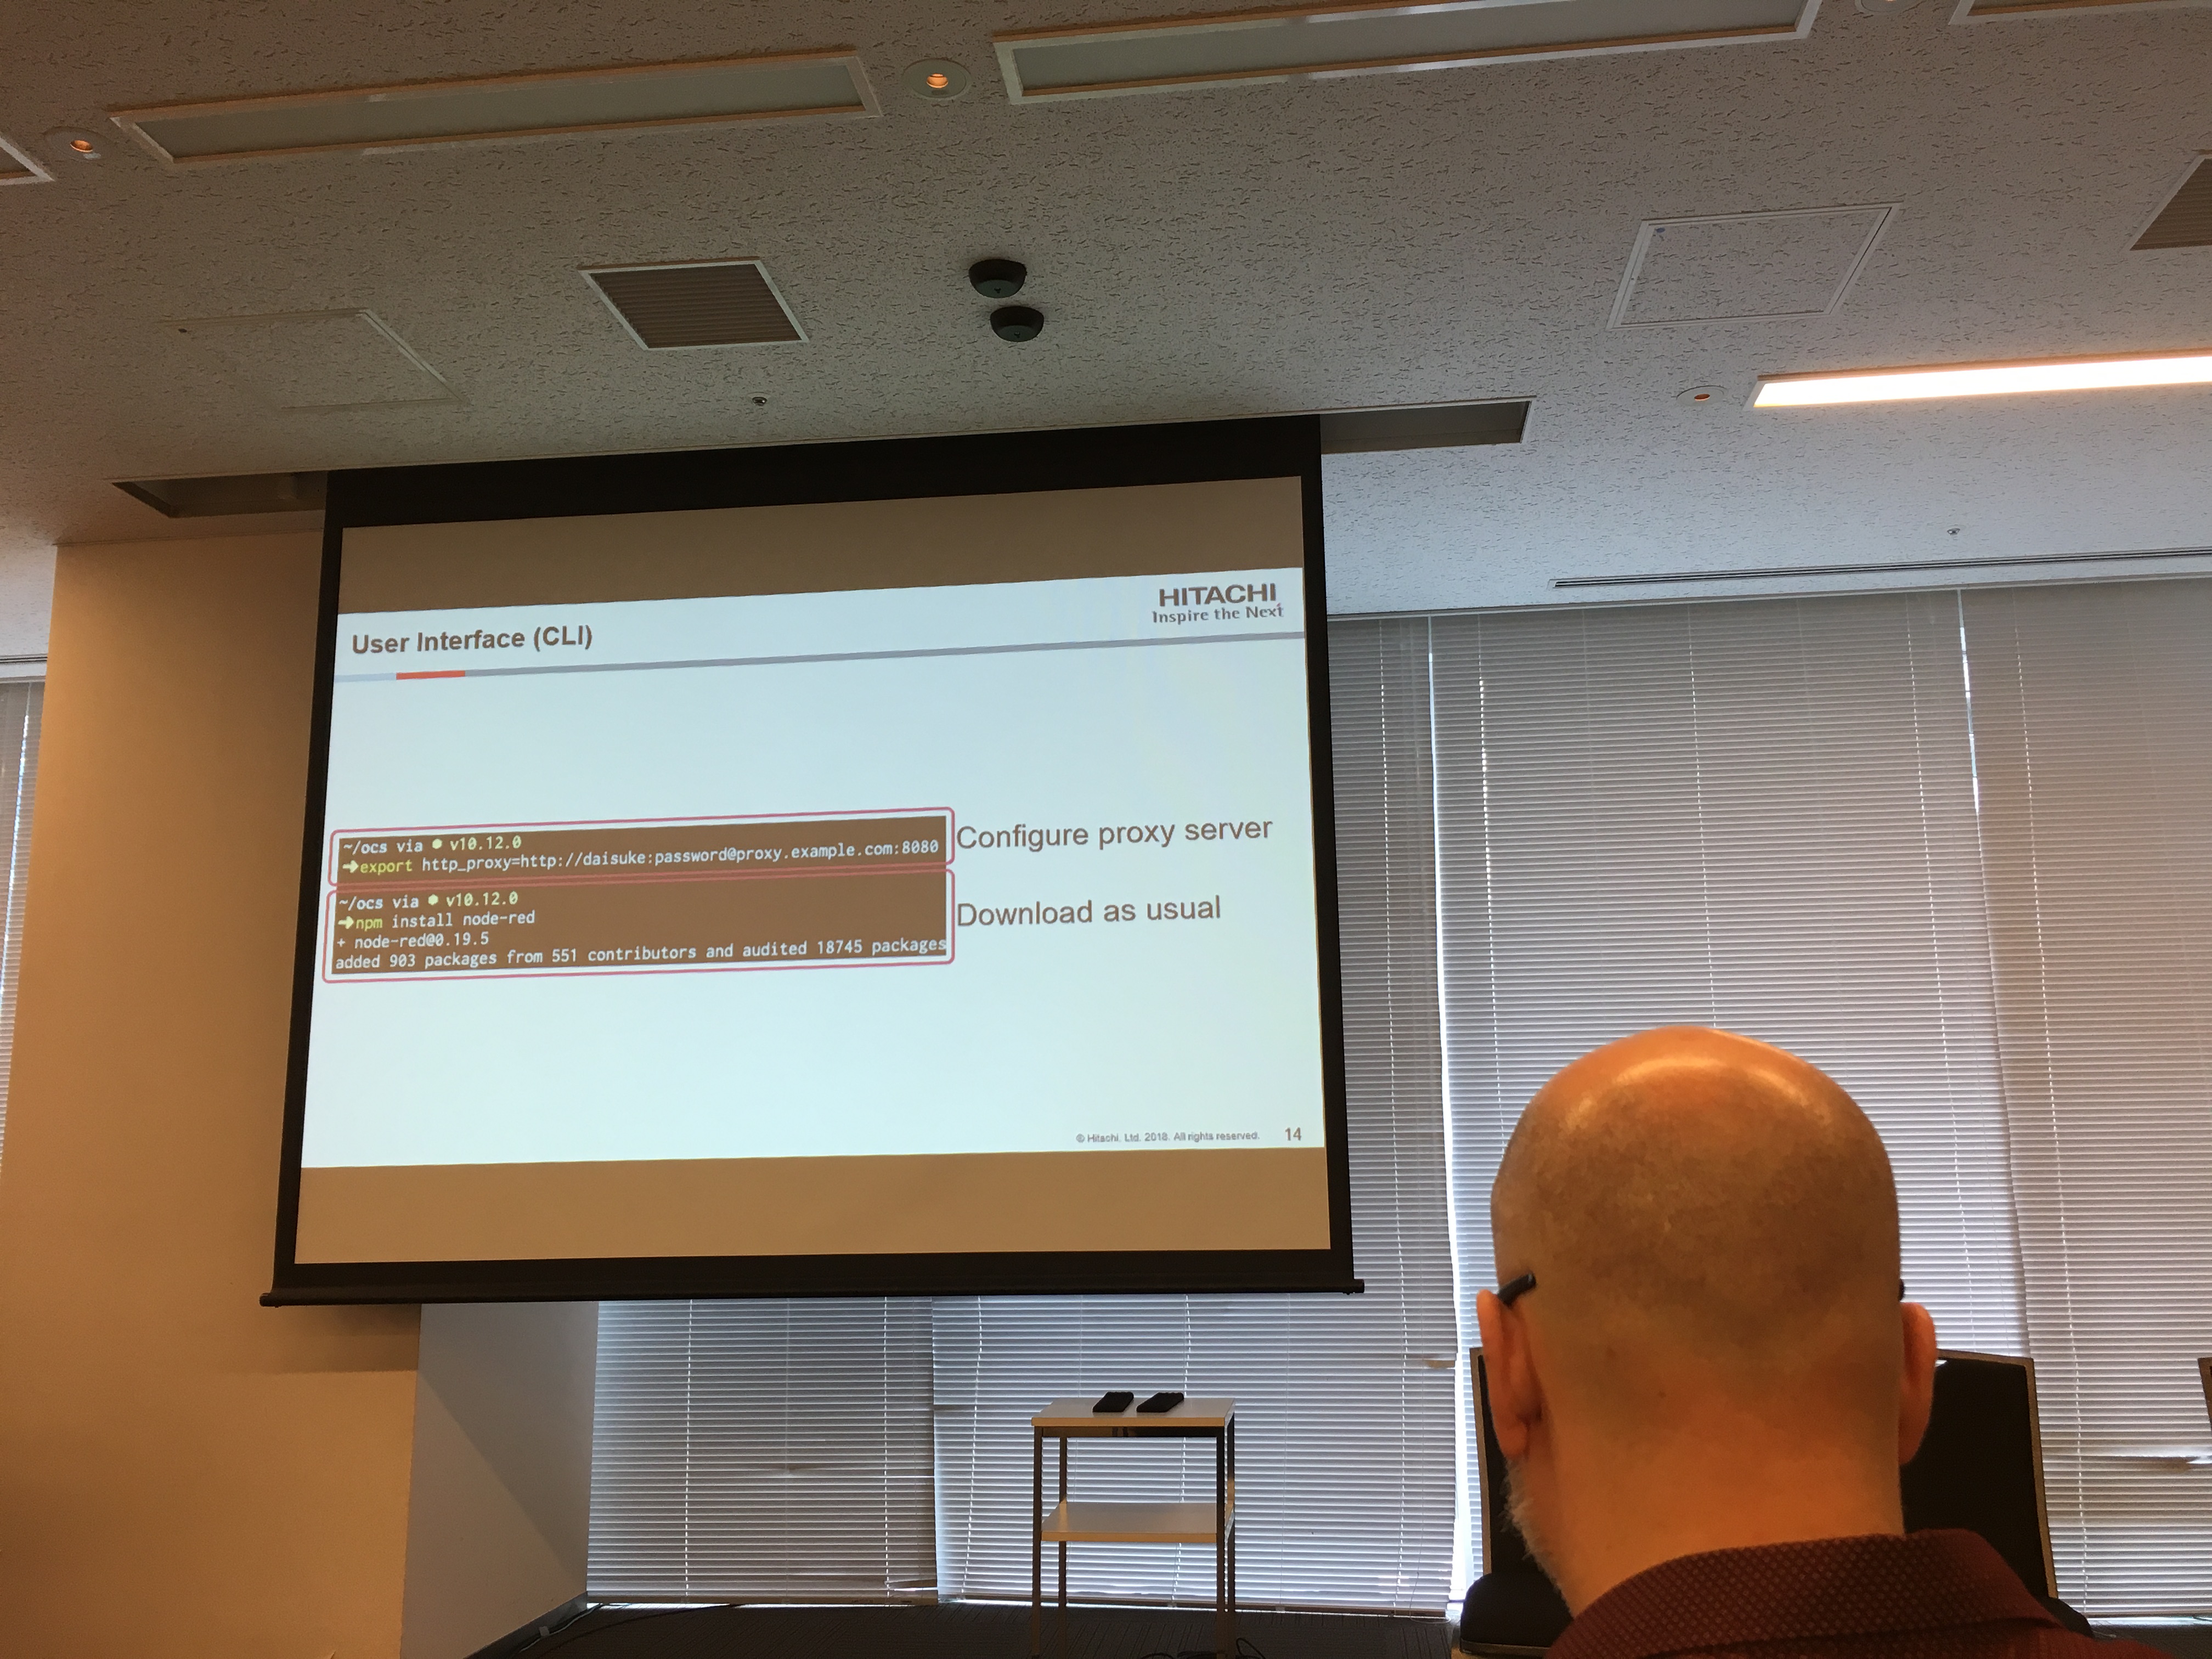 HITACHI
Inspire the Next
User Interface (CLI)
~/ocs via ⬢ v10.12.0
➜export http_proxy=http://daisuke:password@proxy.example.com:8080
Configure proxy server
~/ocs via ⬢ v10.12.0
➜npm install node-red
+ node-red@0.19.5
added 903 packages from 551 contributors and audited 18745 packages
Download as usual
© Hitachi, Ltd. 2018. All rights reserved.
14